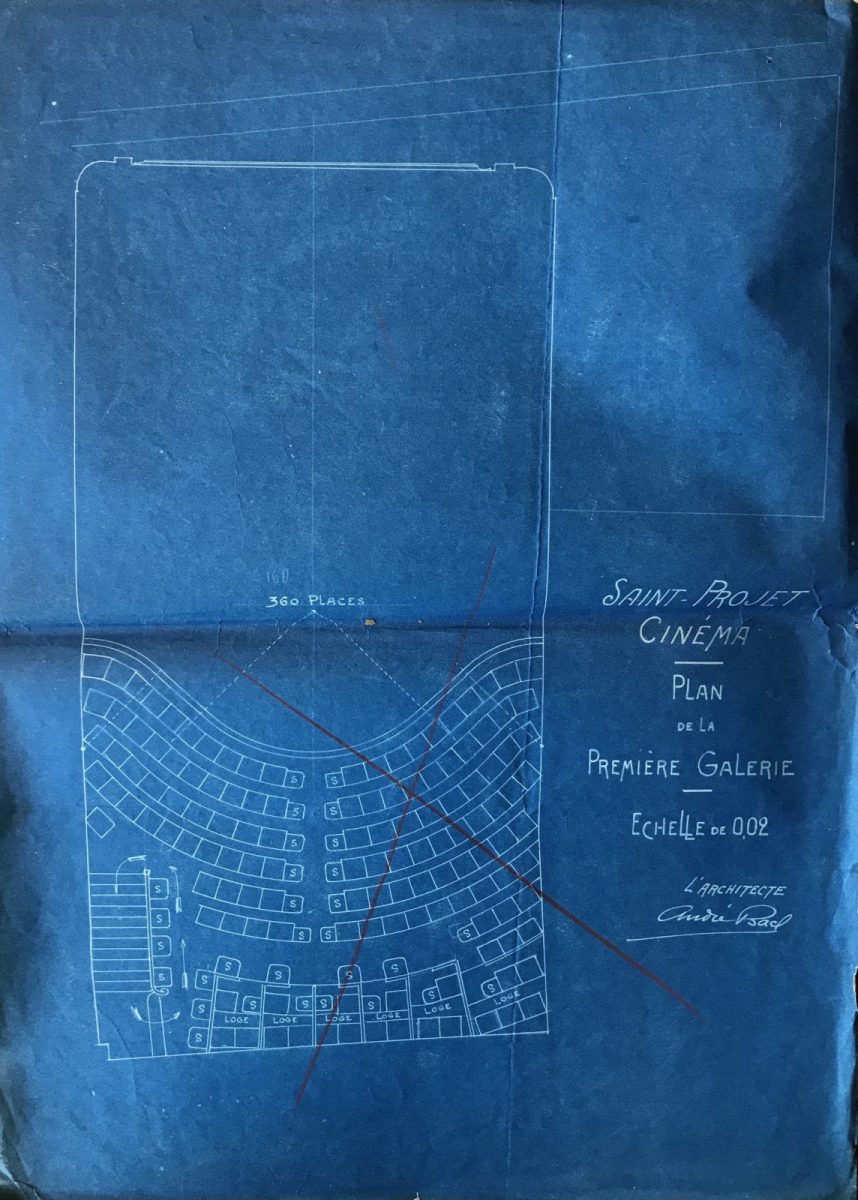 360 PLACES
S S
S S
S S
S S
S
S S
S
S S
S
S
S
S S S S
S
S
S
S S S S S
LOGE LOGE LOGE LOGE LOGE LOGE
S
SAINT-PROJET
CINÉMA
PLAN
DE LA
PREMIÈRE GALERIE
ECHELLE DE 0,02
L'ARCHITECTE